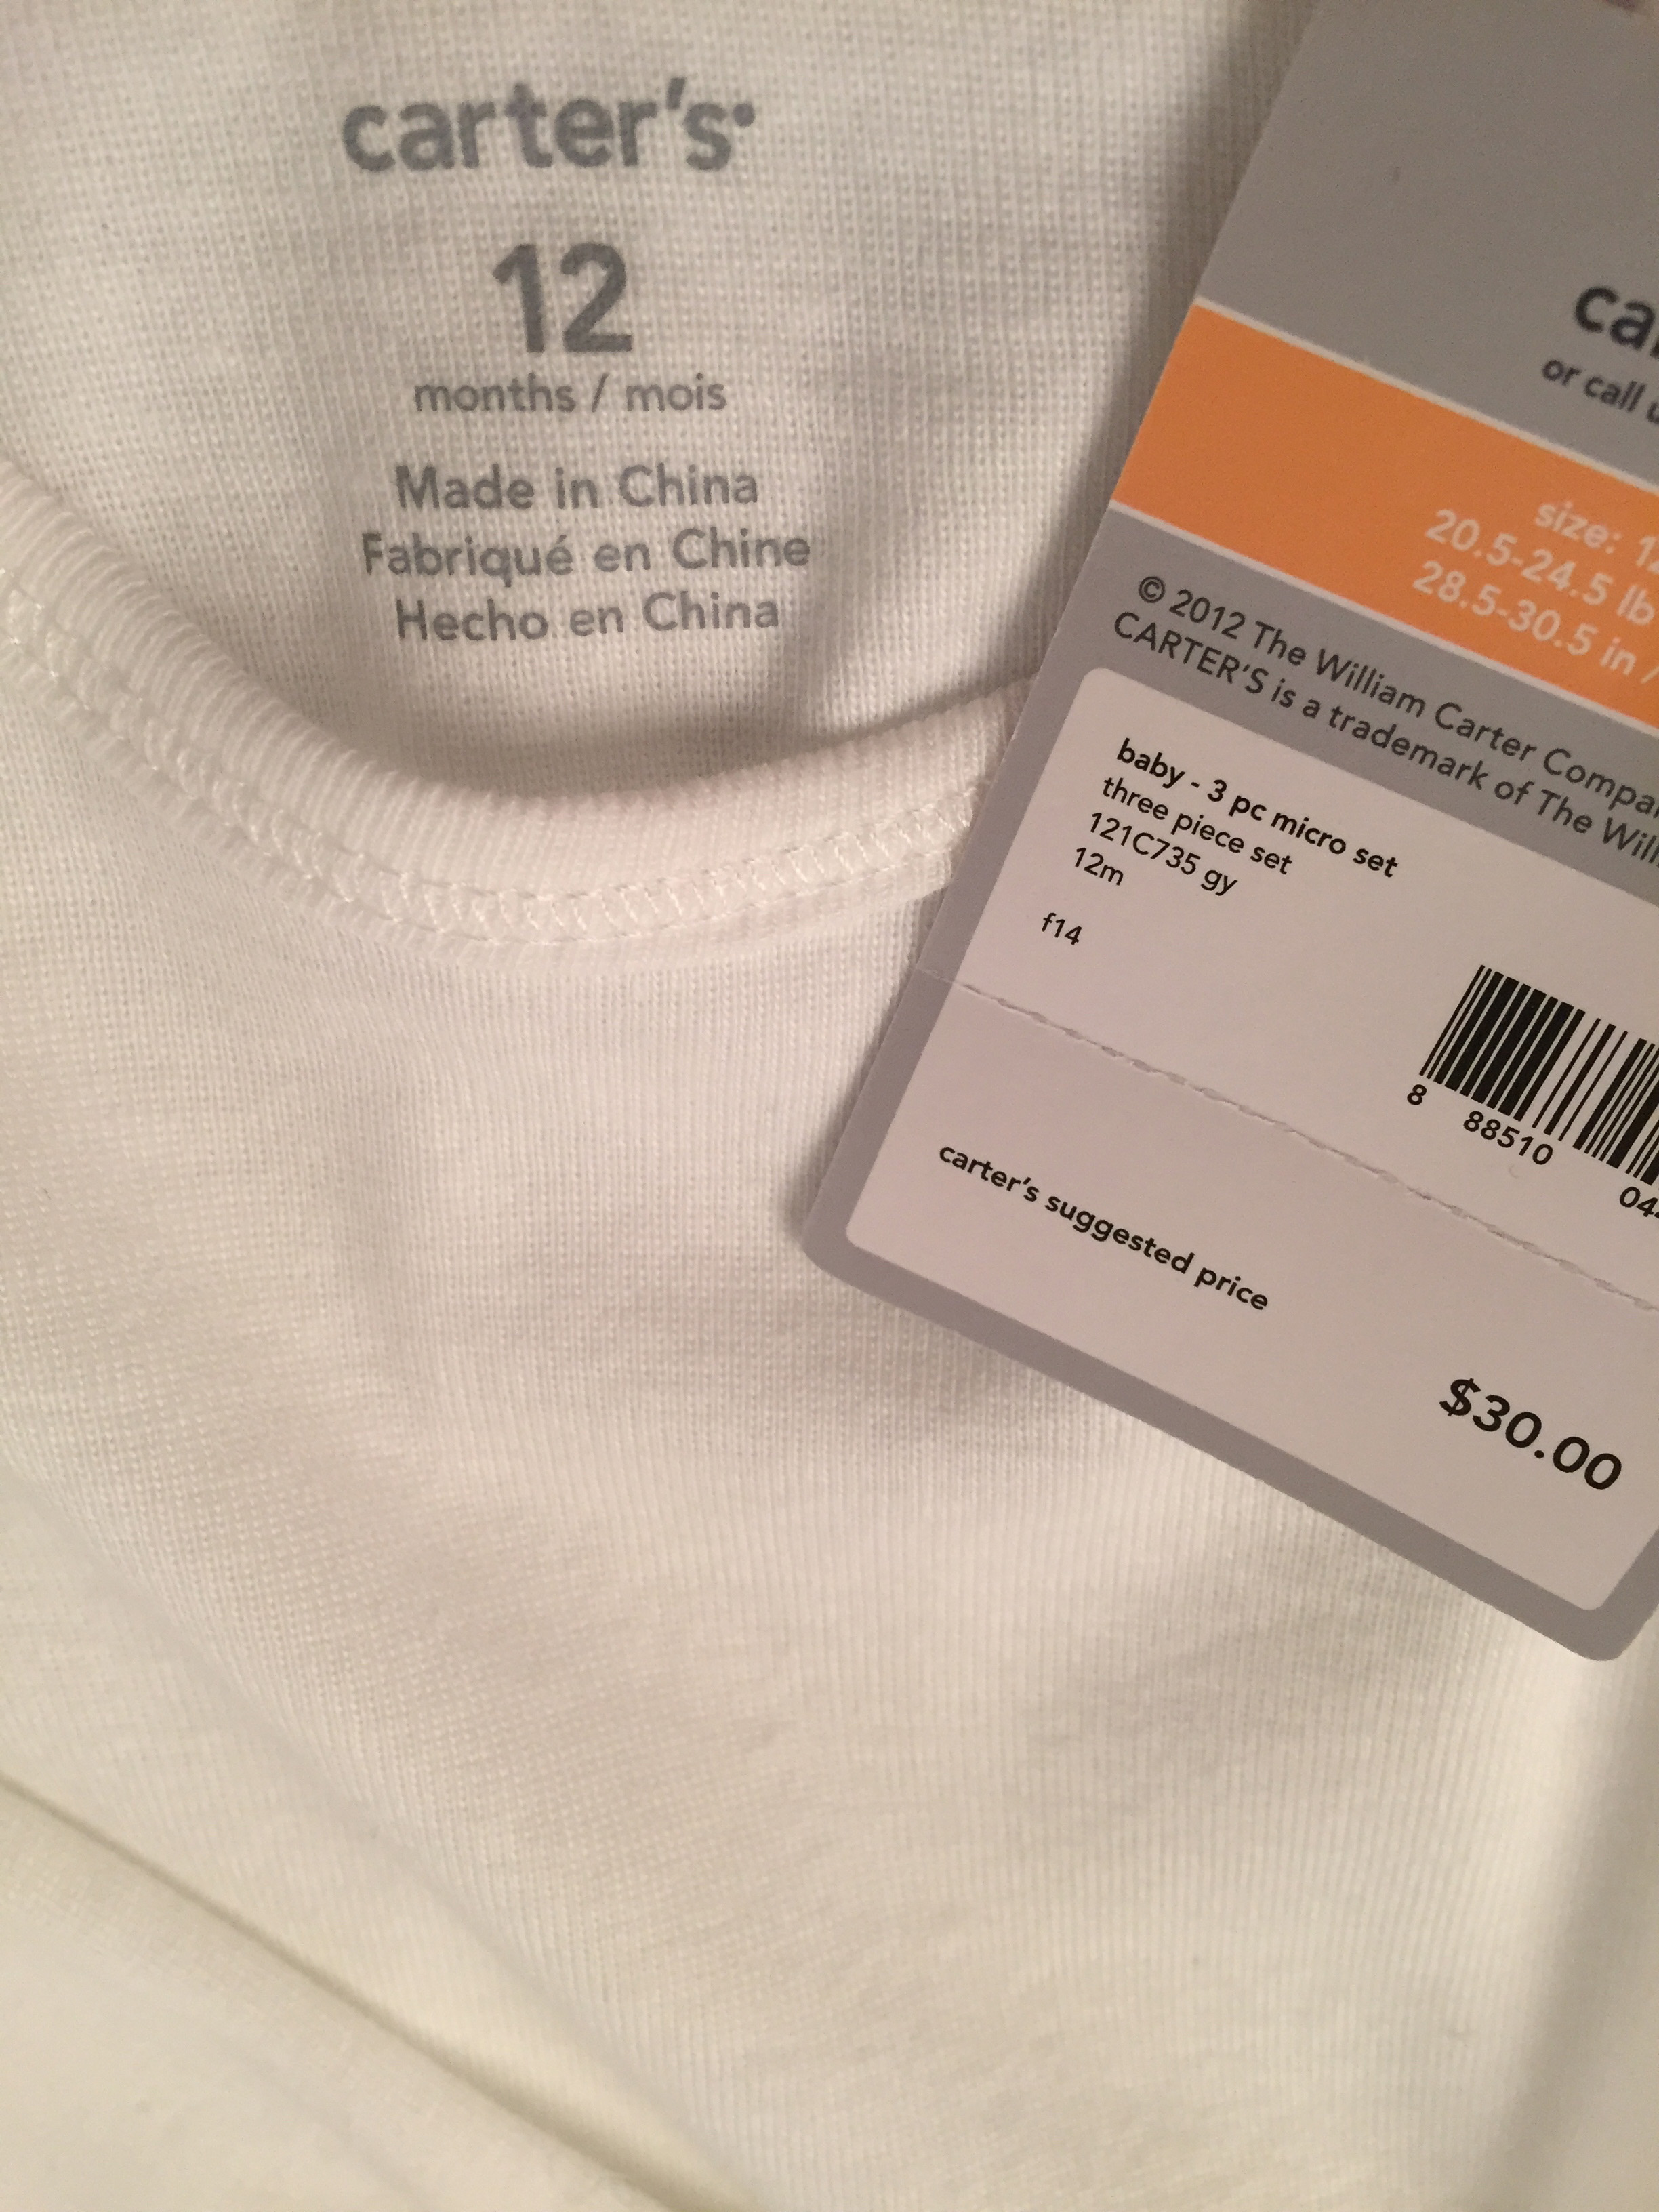 carter's
12
months / mois
Made in China
Fabriqué en Chine
Hecho en China
or call
size:
20.5-24.5 lb
28.5-30.5 in /
© 2012 The William Carter
CARTER'S is a trademark of The
baby - 3 pc micro set
three piece set
121C735 gy
12m
f14
8 88510
carter's suggested price
$30.00